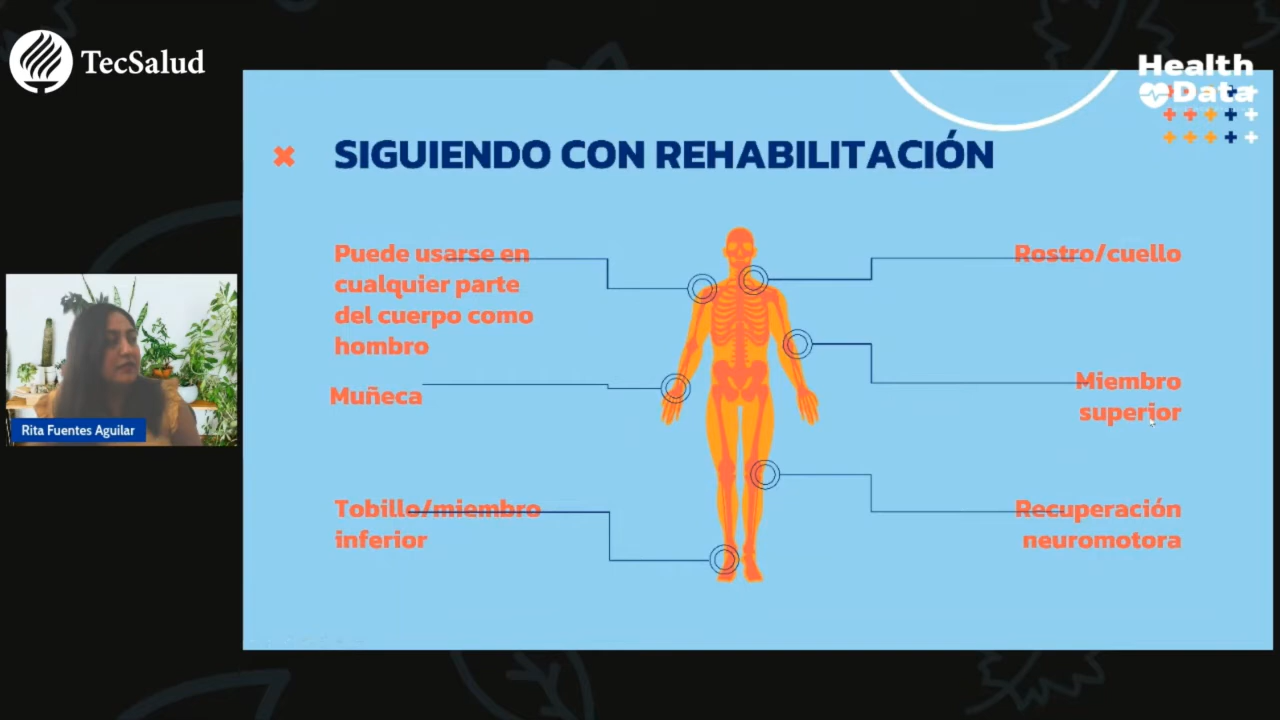 TecSalud
Health
Data
SIGUIENDO CON REHABILITACIÓN
Puede usarse en
cualquier parte
del cuerpo como
hombro
Muñeca
Tobillo/miembro
inferior
Rostro/cuello
Miembro
superior
Recuperación
neuromotora
Rita Fuentes Aguilar